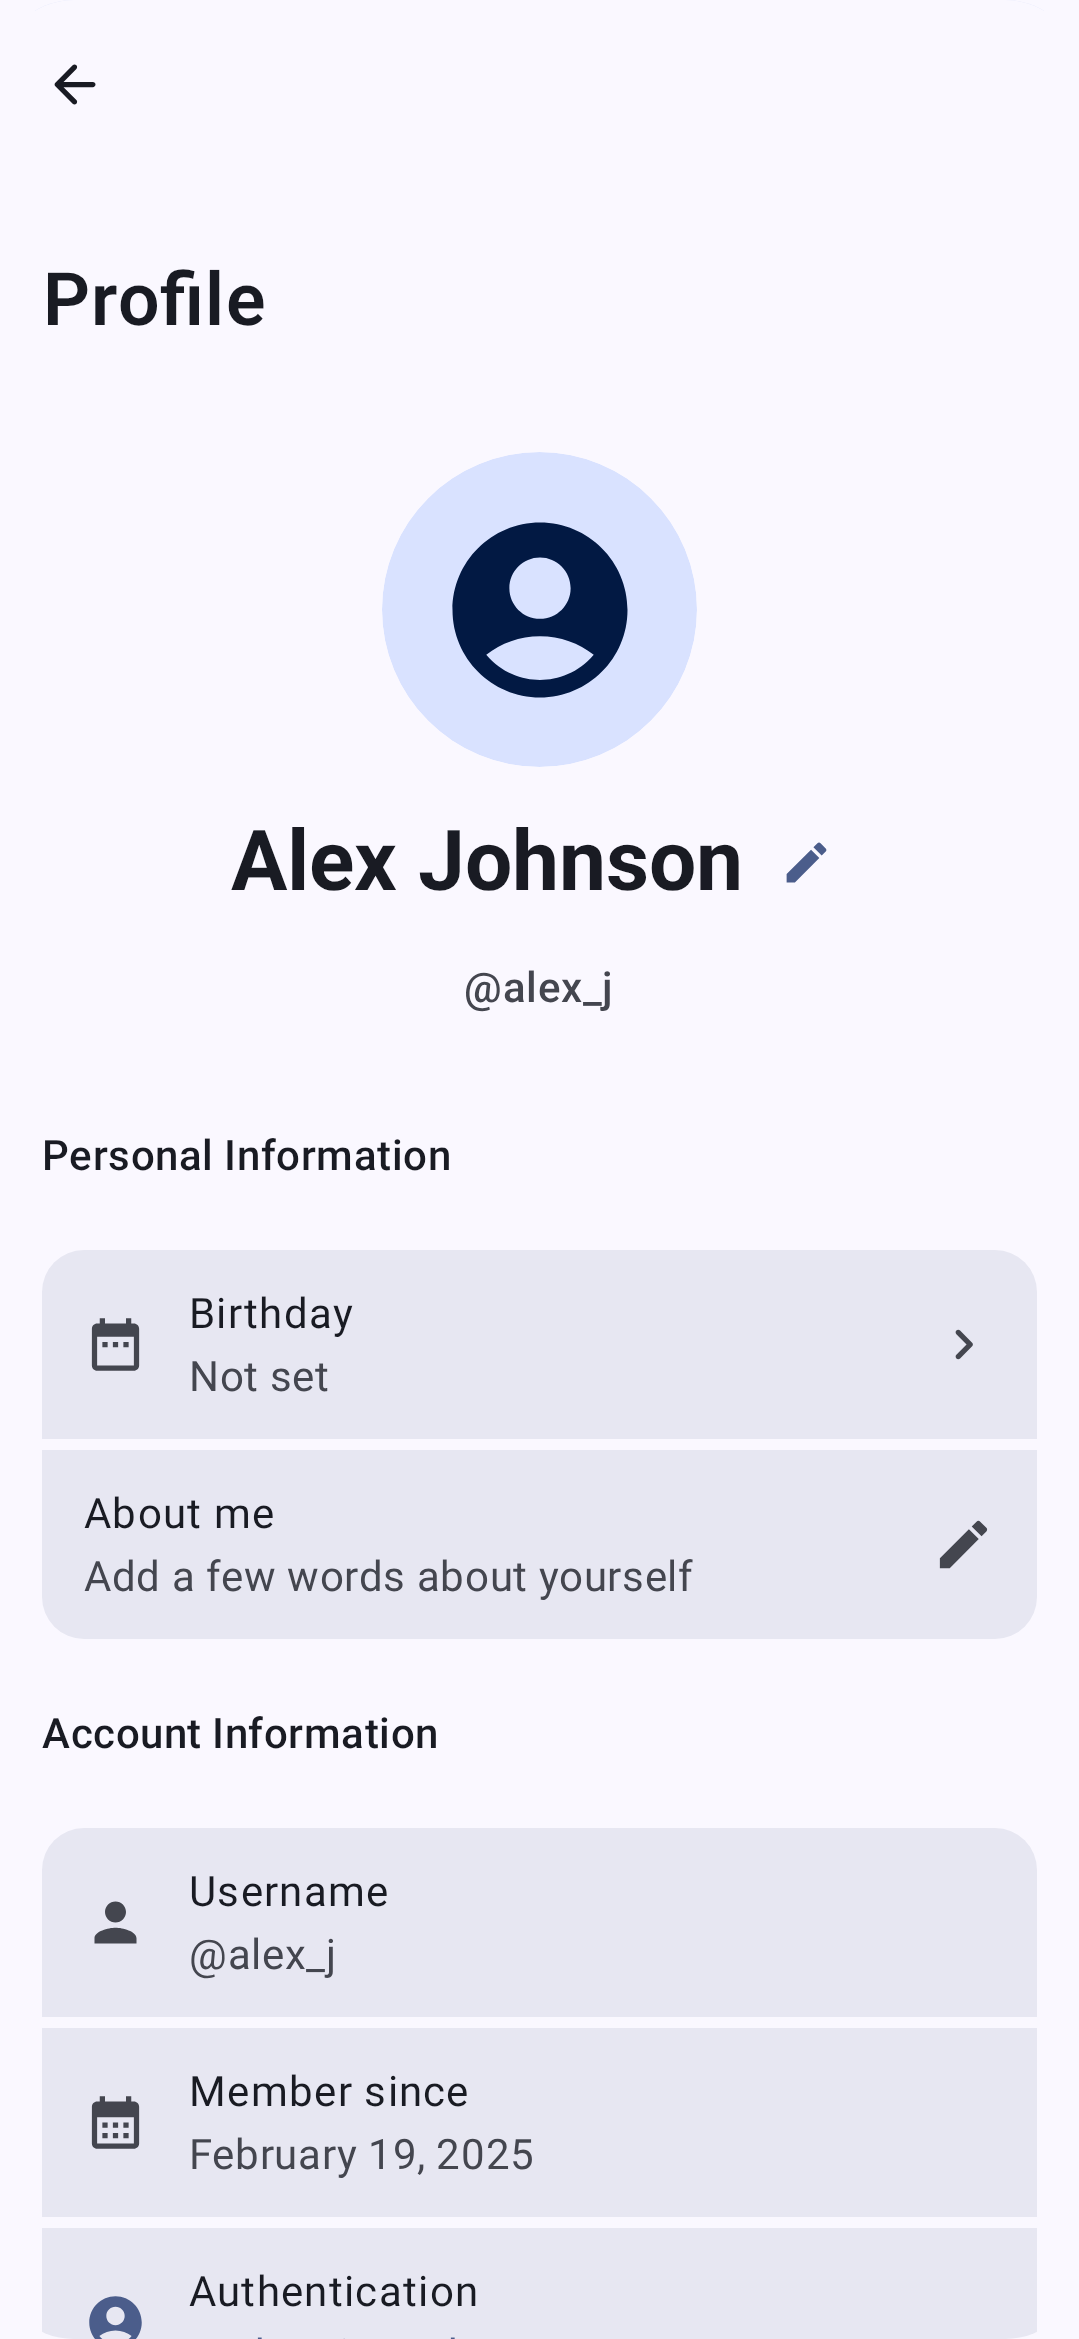 Profile
Alex Johnson
@alex_j
Personal Information
Birthday
Not set
About me
Add a few words about yourself
Account Information
Username
@alex_j
Member since
February 19, 2025
Authentication